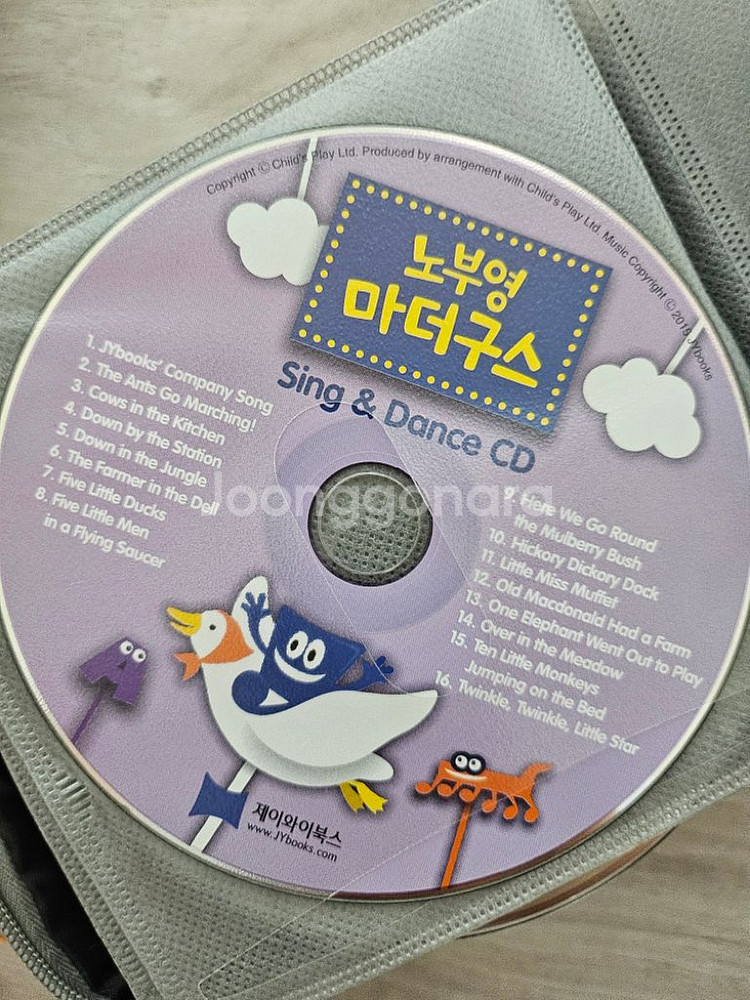 Copyright © Child's Play Ltd. Produced by arrangement with Child's Play Ltd. Music Copyright © 2018 JYbooks
노부영
마더구스
Sing & Dance CD
1. JYbooks' Company Song
2. The Ants Go Marching!
3. Cows in the Kitchen
4. Down by the Station
5. Down in the Jungle
6. The Farmer in the Dell
7. Five Little Ducks
8. Five Little Men
in a Flying Saucer
loonggonara
9. Here We Go Round
the Mulberry Bush
10. Hickory Dickory Dock
11. Little Miss Muffet
12. Old Macdonald Had a Farm
13. One Elephant Went Out to Play
14. Over in the Meadow
15. Ten Little Monkeys
Jumping on the Bed
16. Twinkle, Twinkle, Little Star
A
제이와이북스
www.JYbooks.com